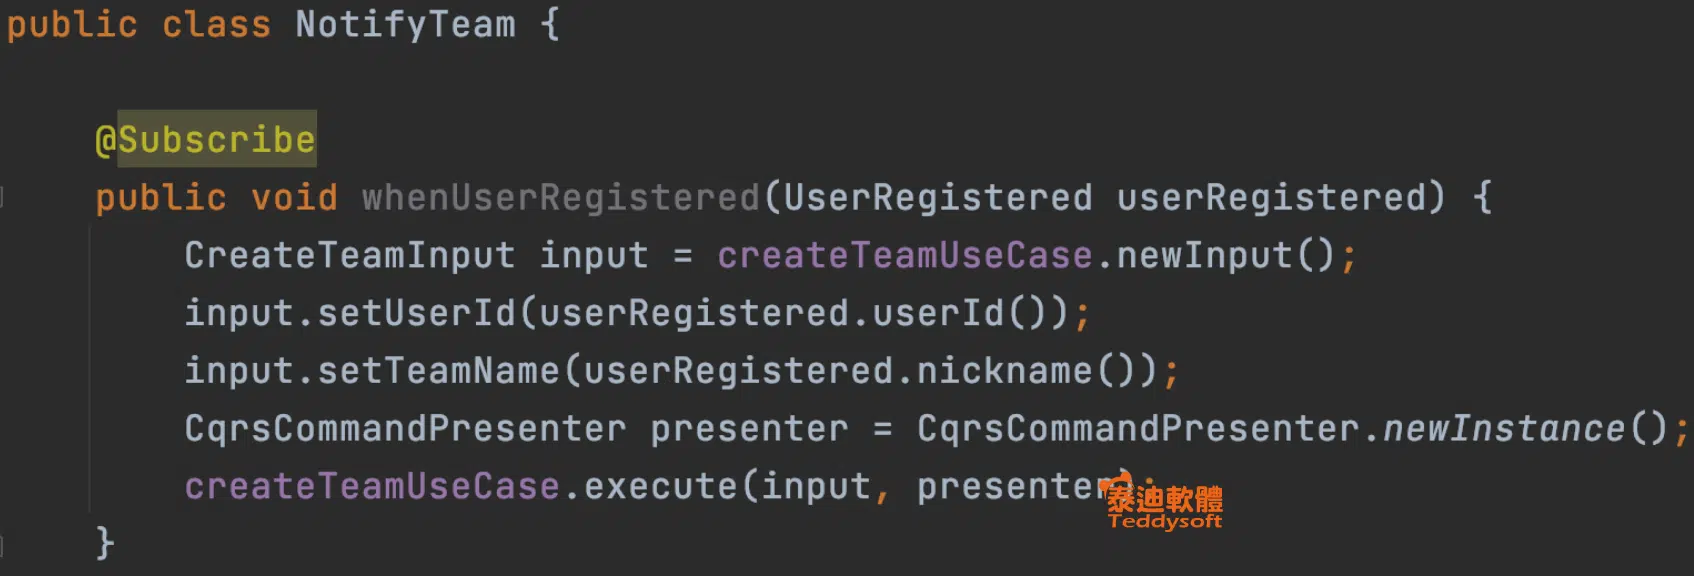 public class NotifyTeam {
@Subscribe
public void whenUserRegistered(UserRegistered userRegistered) {
CreateTeamInput input = createTeamUseCase.newInput();
input.setUserId(userRegistered.userId());
input.setTeamName(userRegistered.nickname());
CqrsCommandPresenter presenter = CqrsCommandPresenter.newInstance();
createTeamUseCase.execute(input, presenter);
泰迪軟體
Teddysoft
}